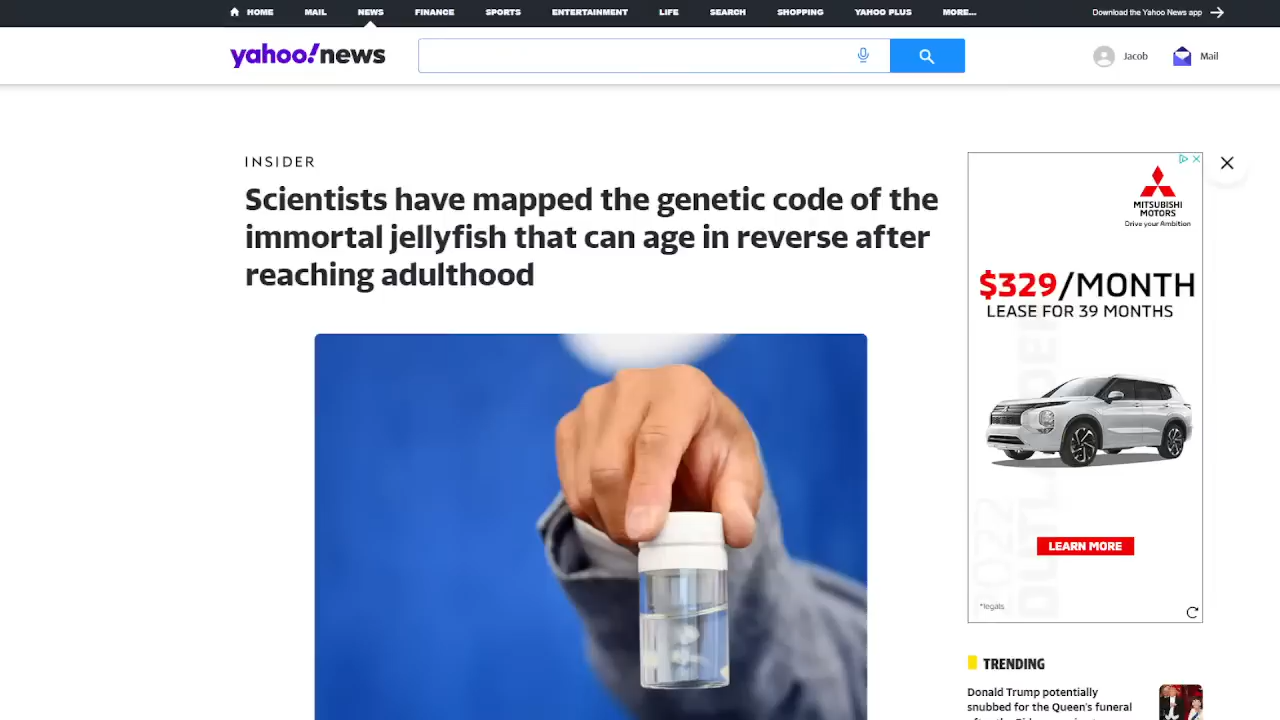 HOME MAIL NEWS FINANCE SPORTS ENTERTAINMENT LIFE SEARCH SHOPPING YAHOO PLUS MORE... Download the Yahoo News app
yahoo!news
Jacob Mail
INSIDER
Scientists have mapped the genetic code of the
immortal jellyfish that can age in reverse after
reaching adulthood
MITSUBISHI
MOTORS
Drive your Ambition
$329/MONTH
LEASE FOR 39 MONTHS
2022
OUTLANDER
LEARN MORE
*legals
TRENDING
Donald Trump potentially
snubbed for the Queen's funeral